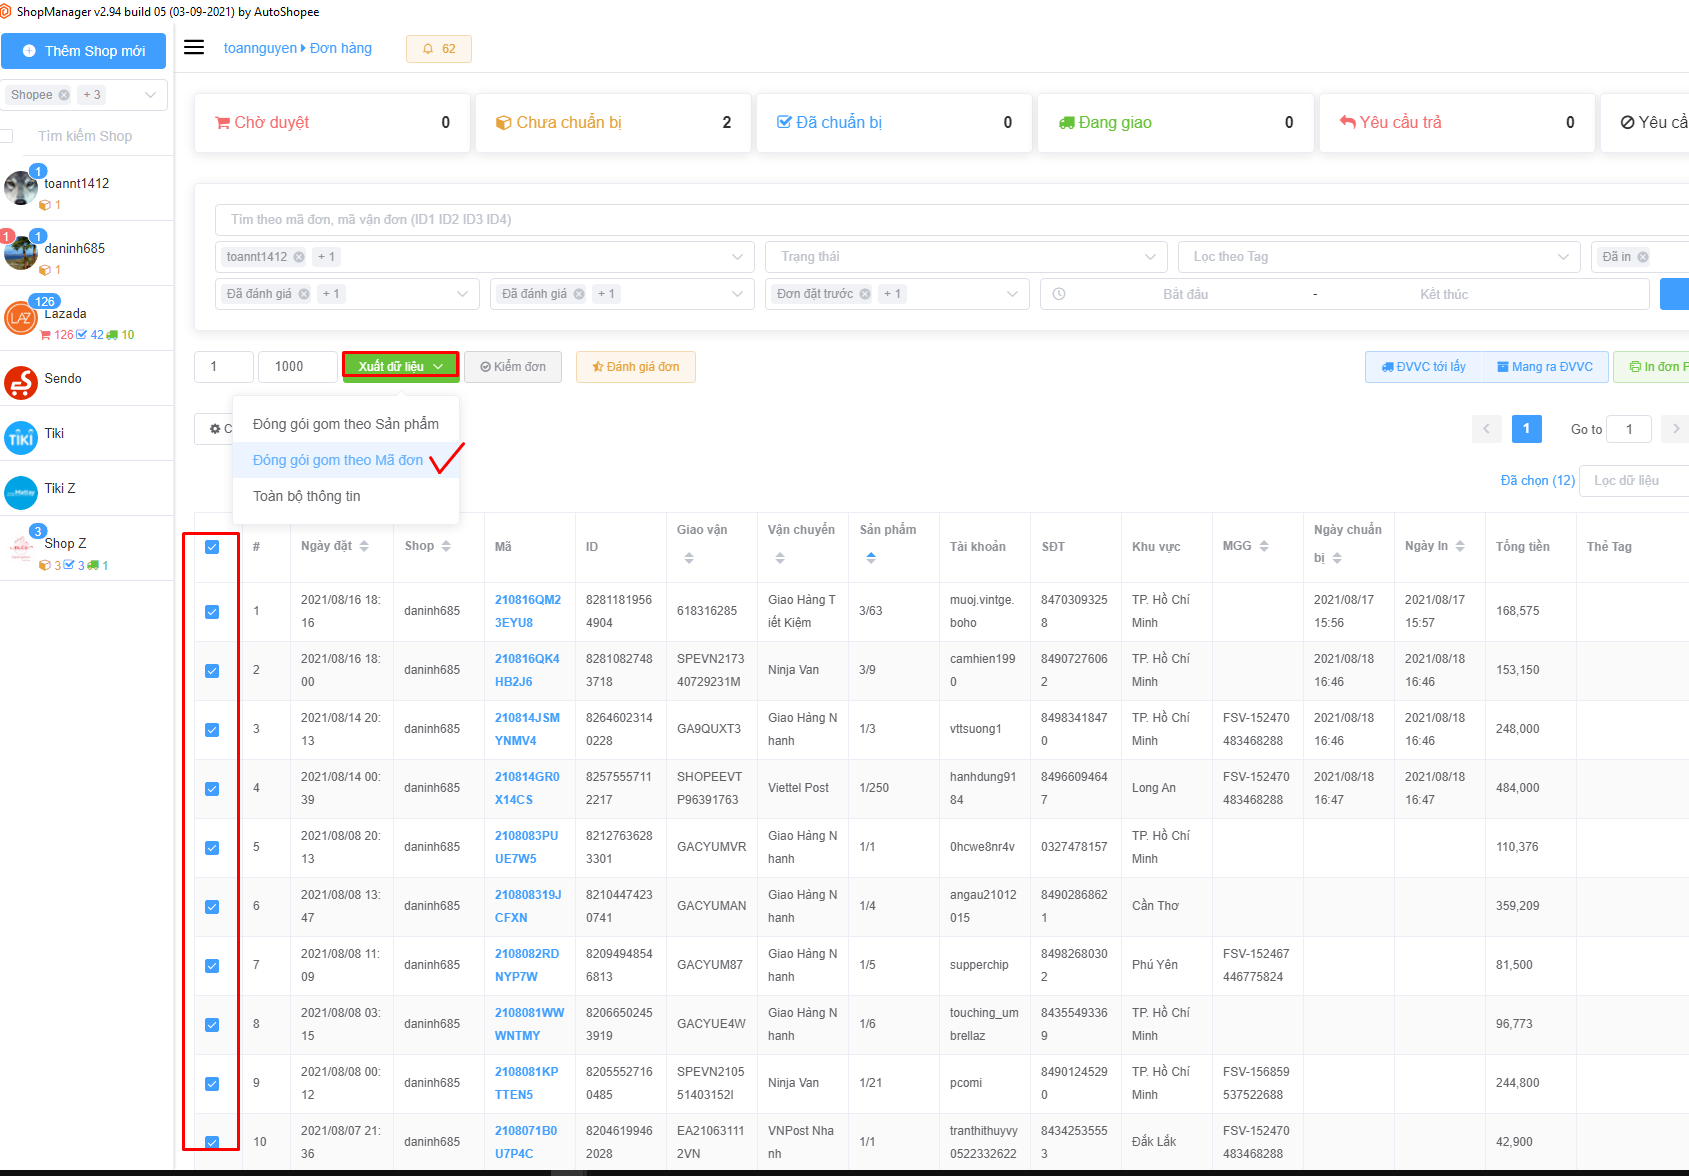 ShopManager v2.94 build 05 (03-09-2021) by AutoShopee
Thêm Shop mới
toannguyen Đơn hàng
62
Shopee + 3
Tìm kiếm Shop
1
toannt1412
1
1
1
daninh685
1
126
Lazada
126 42 10
Sendo
Tiki
Tiki Z
3
Shop Z
3 3 1
Chờ duyệt 0
Chưa chuẩn bị 2
Đã chuẩn bị 0
Đang giao 0
Yêu cầu trả 0
Yêu cầ
Tìm theo mã đơn, mã vận đơn (ID1 ID2 ID3 ID4)
toannt1412 + 1
Trạng thái
Lọc theo Tag
Đã in
Đã đánh giá + 1
Đã đánh giá + 1
Đơn đặt trước + 1
Bắt đầu - Kết thúc
1 1000 Xuất dữ liệu Kiểm đơn Đánh giá đơn ĐVVC tới lấy Mang ra ĐVVC In đơn F
Đóng gói gom theo Sản phẩm
Đóng gói gom theo Mã đơn
Toàn bộ thông tin
C
1 Go to 1
Đã chọn (12) Lọc dữ liệu
# Ngày đặt Shop Mã ID Giao vận Vận chuyển Sản phẩm Tài khoản SĐT Khu vực MGG Ngày chuẩn bị Ngày In Tổng tiền Thẻ Tag
1 2021/08/16 18:16 daninh685 210816QM23EYU8 82811819564904 618316285 Giao Hàng Tiết Kiệm 3/63 muoj.vintge.boho 84703093258 TP. Hồ Chí Minh 2021/08/17 15:56 2021/08/17 15:57 168,575
2 2021/08/16 18:00 daninh685 210816QK4HB2J6 82810827483718 SPEVN217340729231M Ninja Van 3/9 camhien1990 84907276062 TP. Hồ Chí Minh 2021/08/18 16:46 2021/08/18 16:46 153,150
3 2021/08/14 20:13 daninh685 210814JSMYNMV4 82646023140228 GA9QUXT3 Giao Hàng Nhanh 1/3 vttsuong1 84983418470 TP. Hồ Chí Minh FSV-152470483468288 2021/08/18 16:46 2021/08/18 16:46 248,000
4 2021/08/14 00:39 daninh685 210814GR0X14CS 82575557112217 SHOPEEVTP96391763 Viettel Post 1/250 hanhdung9184 84966094647 Long An FSV-152470483468288 2021/08/18 16:47 2021/08/18 16:47 484,000
5 2021/08/08 20:13 daninh685 2108083PUUE7W5 82127636283301 GACYUMVR Giao Hàng Nhanh 1/1 0hcwe8nr4v 0327478157 TP. Hồ Chí Minh 110,376
6 2021/08/08 13:47 daninh685 210808319JCFXN 82104474230741 GACYUMAN Giao Hàng Nhanh 1/4 angau21012015 84902868621 Cần Thơ 359,209
7 2021/08/08 11:09 daninh685 2108082RDNYP7W 82094948546813 GACYUM87 Giao Hàng Nhanh 1/5 supperchip 84982680302 Phú Yên FSV-152467446775824 81,500
8 2021/08/08 03:15 daninh685 2108081WWWNTMY 82066502453919 GACYUE4W Giao Hàng Nhanh 1/6 touching_umbrellaz 84355493369 TP. Hồ Chí Minh 96,773
9 2021/08/08 00:12 daninh685 2108081KPTTEN5 82055527160485 SPEVN210551403152I Ninja Van 1/21 pcomi 84901245290 TP. Hồ Chí Minh FSV-156859537522688 244,800
10 2021/08/07 21:36 daninh685 2108071B0U7P4C 82046199462028 EA210631112VN VNPost Nhanh 1/1 tranthithuyvy0522332622 84342535553 Đắk Lắk FSV-152470483468288 42,900